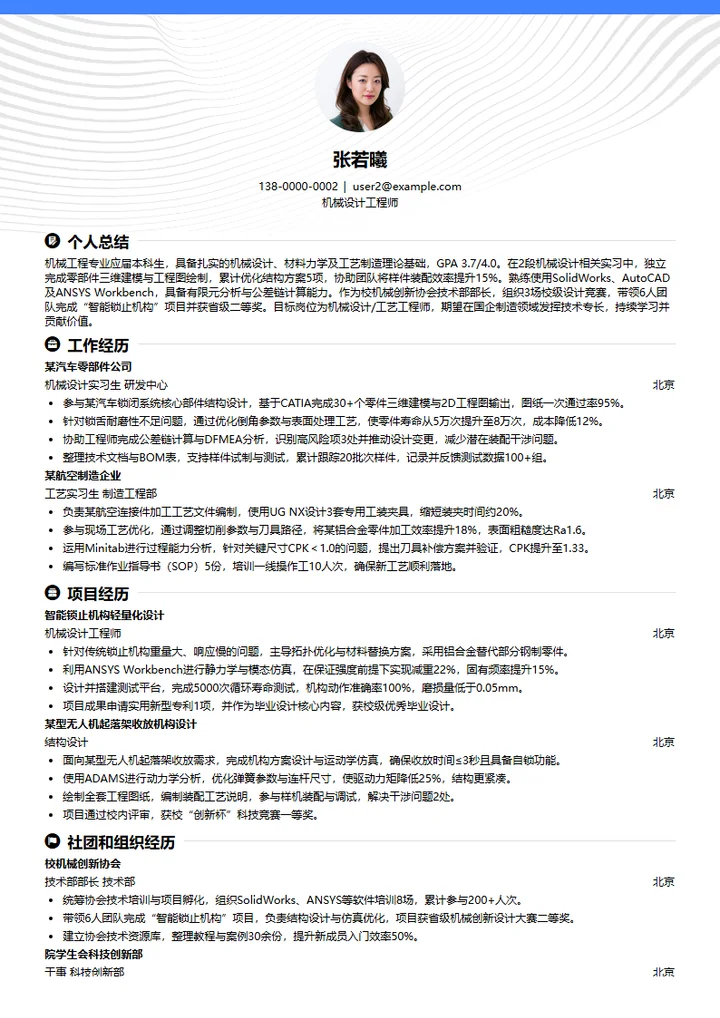 张若曦
138-0000-0002 | user2@example.com
机械设计工程师
个人总结
机械工程专业应届本科生，具备扎实的机械设计、材料力学及工艺制造理论基础，GPA 3.7/4.0。在2段机械设计相关实习中，独立
完成零部件三维建模与工程图绘制，累计优化结构方案5项，协助团队将样件装配效率提升15%。熟练使用SolidWorks、AutoCAD
及ANSYS Workbench，具备有限元分析与公差链计算能力。作为校机械创新协会技术部部长，组织3场校级设计竞赛，带领6人团
队完成“智能锁止机构”项目并获省级二等奖。目标岗位为机械设计/工艺工程师，期望在国企制造领域发挥技术专长，持续学习并
贡献价值。
工作经历
某汽车零部件公司
机械设计实习生 研发中心 北京
• 参与某汽车锁闭系统核心部件结构设计，基于CATIA完成30+个零件三维建模与2D工程图输出，图纸一次通过率95%。
• 针对锁舌耐磨性不足问题，通过优化倒角参数与表面处理工艺，使零件寿命从5万次提升至8万次，成本降低12%。
• 协助工程师完成公差链计算与DFMEA分析，识别高风险项3处并推动设计变更，减少潜在装配干涉问题。
• 整理技术文档与BOM表，支持样件试制与测试，累计跟踪20批次样件，记录并反馈测试数据100+组。
某航空制造企业
工艺实习生 制造工程部 北京
• 负责某航空连接件加工工艺文件编制，使用UG NX设计3套专用工装夹具，缩短装夹时间约20%。
• 参与现场工艺优化，通过调整切削参数与刀具路径，将某铝合金零件加工效率提升18%，表面粗糙度达Ra1.6。
• 运用Minitab进行过程能力分析，针对关键尺寸CPK＜1.0的问题，提出刀具补偿方案并验证，CPK提升至1.33。
• 编写标准作业指导书（SOP）5份，培训一线操作工10人次，确保新工艺顺利落地。
项目经历
智能锁止机构轻量化设计
机械设计工程师 北京
• 针对传统锁止机构重量大、响应慢的问题，主导拓扑优化与材料替换方案，采用铝合金替代部分钢制零件。
• 利用ANSYS Workbench进行静力学与模态仿真，在保证强度前提下实现减重22%，固有频率提升15%。
• 设计并搭建测试平台，完成5000次循环寿命测试，机构动作准确率100%，磨损量低于0.05mm。
• 项目成果申请实用新型专利1项，并作为毕业设计核心内容，获校级优秀毕业设计。
某型无人机起落架收放机构设计
结构设计 北京
• 面向某型无人机起落架收放需求，完成机构方案设计与运动学仿真，确保收放时间≤3秒且具备自锁功能。
• 使用ADAMS进行动力学分析，优化弹簧参数与连杆尺寸，使驱动力矩降低25%，结构更紧凑。
• 绘制全套工程图纸，编制装配工艺说明，参与样机装配与调试，解决干涉问题2处。
• 项目通过校内评审，获校“创新杯”科技竞赛一等奖。
社团和组织经历
校机械创新协会
技术部部长 技术部 北京
• 统筹协会技术培训与项目孵化，组织SolidWorks、ANSYS等软件培训8场，累计参与200+人次。
• 带领6人团队完成“智能锁止机构”项目，负责结构设计与仿真优化，项目获省级机械创新设计大赛二等奖。
• 建立协会技术资源库，整理教程与案例30余份，提升新成员入门效率50%。
院学生会科技创新部
干事 科技创新部 北京